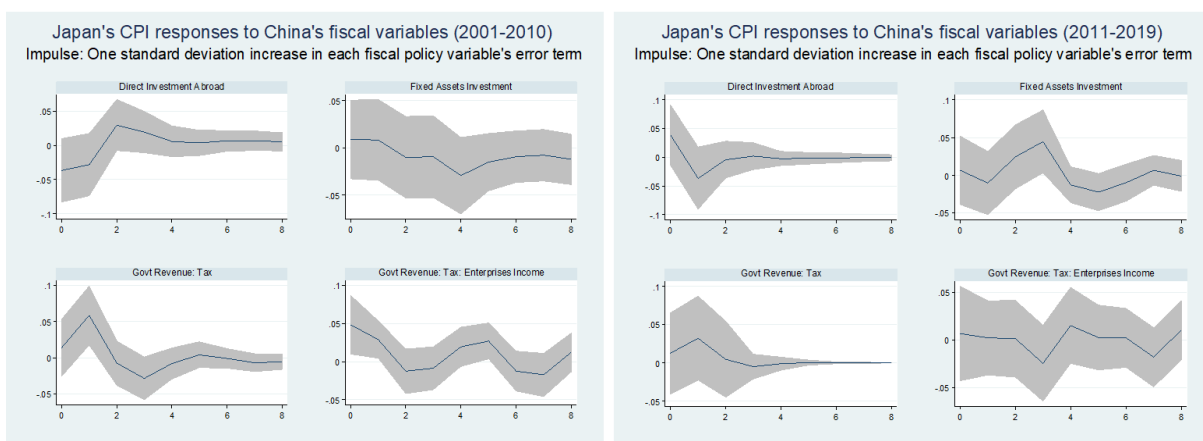 Japan's CPI responses to China's fiscal variables (2001-2010)
Impulse: One standard deviation increase in each fiscal policy variable's error term
Direct Investment Abroad
.05
0
-.05
-.1
0 2 4 6 8
Fixed Assets Investment
.05
0
-.05
0 2 4 6 8
Govt Revenue: Tax
.1
.05
0
-.05
0 2 4 6 8
Govt Revenue: Tax: Enterprises Income
.1
.05
0
-.05
0 2 4 6 8
Japan's CPI responses to China's fiscal variables (2011-2019)
Impulse: One standard deviation increase in each fiscal policy variable's error term
Direct Investment Abroad
.1
.05
0
-.05
-.1
0 2 4 6 8
Fixed Assets Investment
.1
.05
0
-.05
0 2 4 6 8
Govt Revenue: Tax
.1
.05
0
-.05
0 2 4 6 8
Govt Revenue: Tax: Enterprises Income
.05
0
-.05
0 2 4 6 8